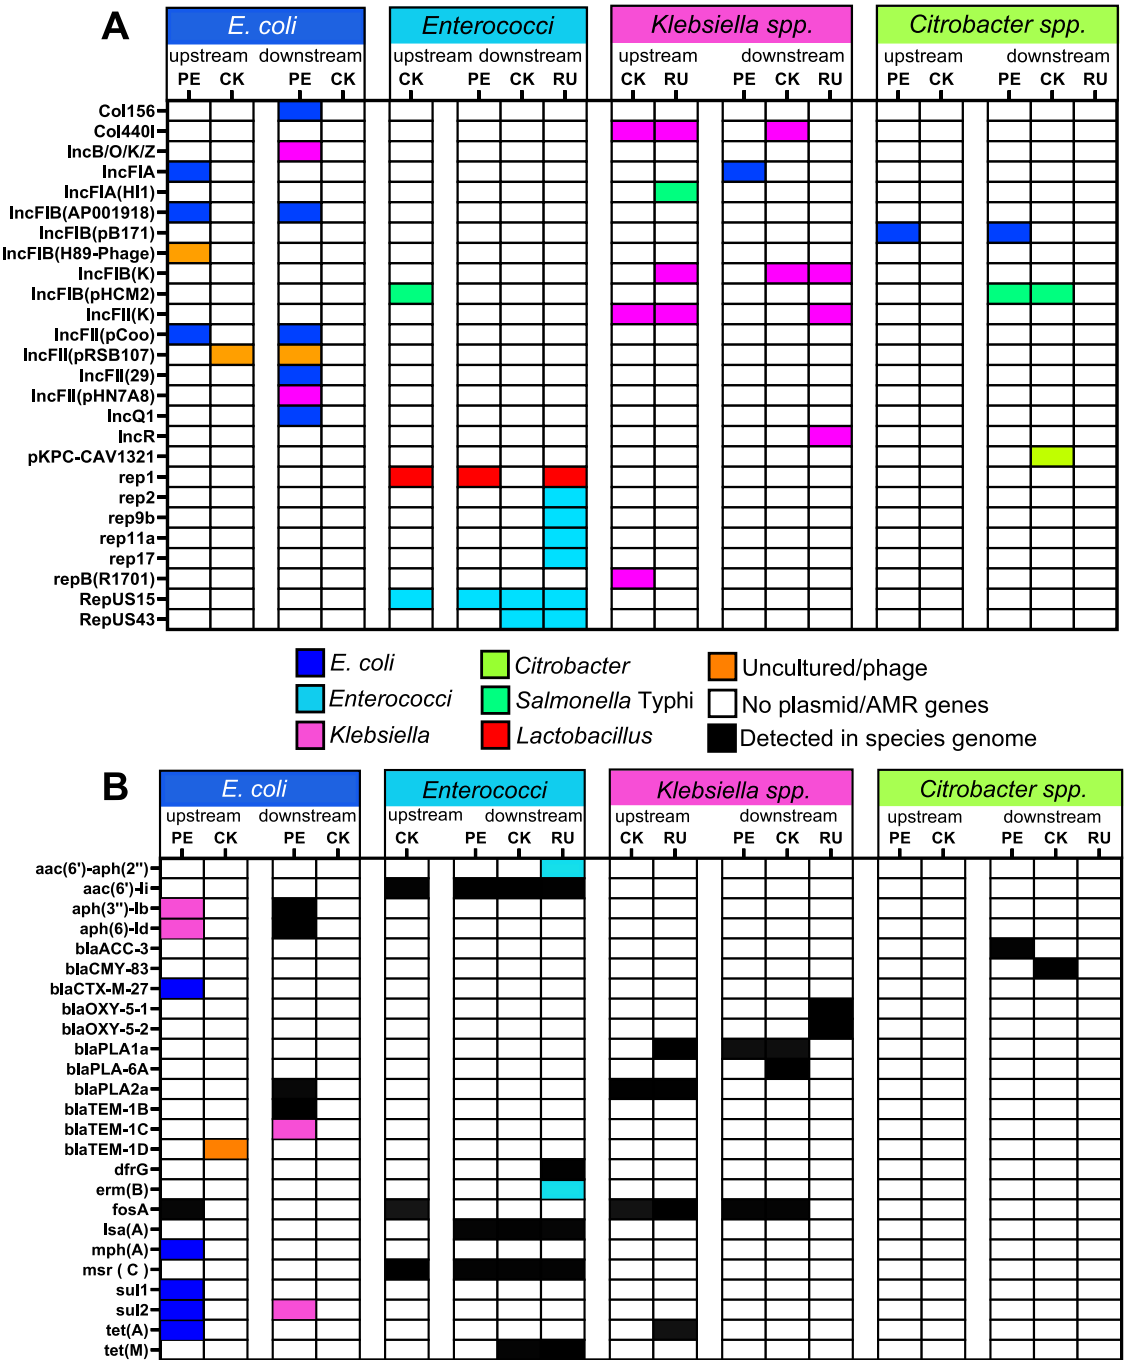 A
E. coli Enterococci Klebsiella spp. Citrobacter spp.
upstream downstream upstream downstream upstream downstream upstream downstream
PE CK PE CK CK PE CK RU CK RU PE CK RU PE CK PE CK RU
Col156
Col440I
IncB/O/K/Z
IncFIA
IncFIA(HI1)
IncFIB(AP001918)
IncFIB(pB171)
IncFIB(H89-Phage)
IncFIB(K)
IncFIB(pHCM2)
IncFII(K)
IncFII(pCoo)
IncFII(pRSB107)
IncFII(29)
IncFII(pHN7A8)
IncQ1
IncR
pKPC-CAV1321
rep1
rep2
rep9b
rep11a
rep17
repB(R1701)
RepUS15
RepUS43
E. coli Citrobacter Uncultured/phage
Enterococci Salmonella Typhi No plasmid/AMR genes
Klebsiella Lactobacillus Detected in species genome
B
E. coli Enterococci Klebsiella spp. Citrobacter spp.
upstream downstream upstream downstream upstream downstream upstream downstream
PE CK PE CK CK PE CK RU CK RU PE CK RU PE CK PE CK RU
aac(6')-aph(2'')
aac(6')-Ii
aph(3'')-Ib
aph(6)-Id
blaACC-3
blaCMY-83
blaCTX-M-27
blaOXY-5-1
blaOXY-5-2
blaPLA1a
blaPLA-6A
blaPLA2a
blaTEM-1B
blaTEM-1C
blaTEM-1D
dfrG
erm(B)
fosA
lsa(A)
mph(A)
msr ( C )
sul1
sul2
tet(A)
tet(M)